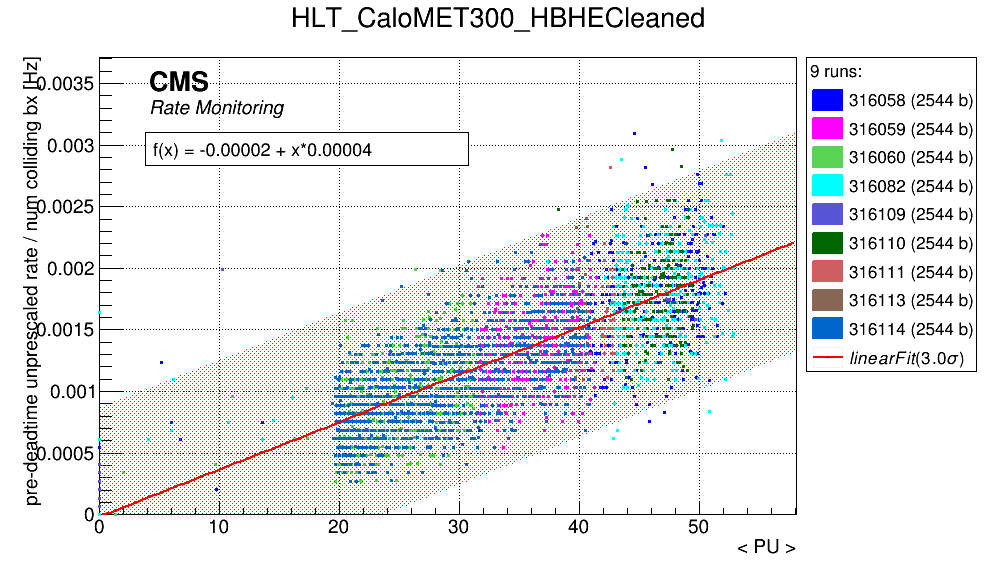 HLT_CaloMET300_HBHECleaned
pre-deadtime unprescaled rate / num colliding bx [Hz]
CMS
Rate Monitoring
f(x) = -0.00002 + x*0.00004
0.0035
0.003
0.0025
0.002
0.0015
0.001
0.0005
0
0 10 20 30 40 50
< PU >
9 runs:
316058 (2544 b)
316059 (2544 b)
316060 (2544 b)
316082 (2544 b)
316109 (2544 b)
316110 (2544 b)
316111 (2544 b)
316113 (2544 b)
316114 (2544 b)
linearFit(3.0σ)